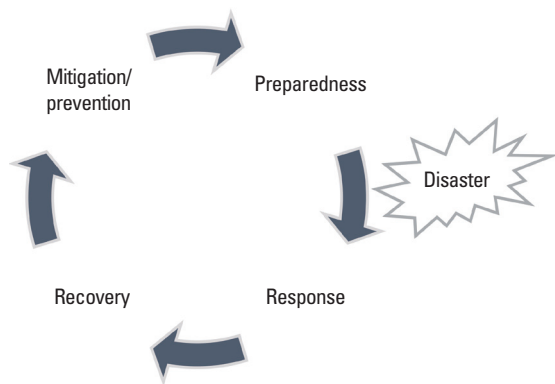 Mitigation/
prevention
Preparedness
Disaster
Recovery
Response